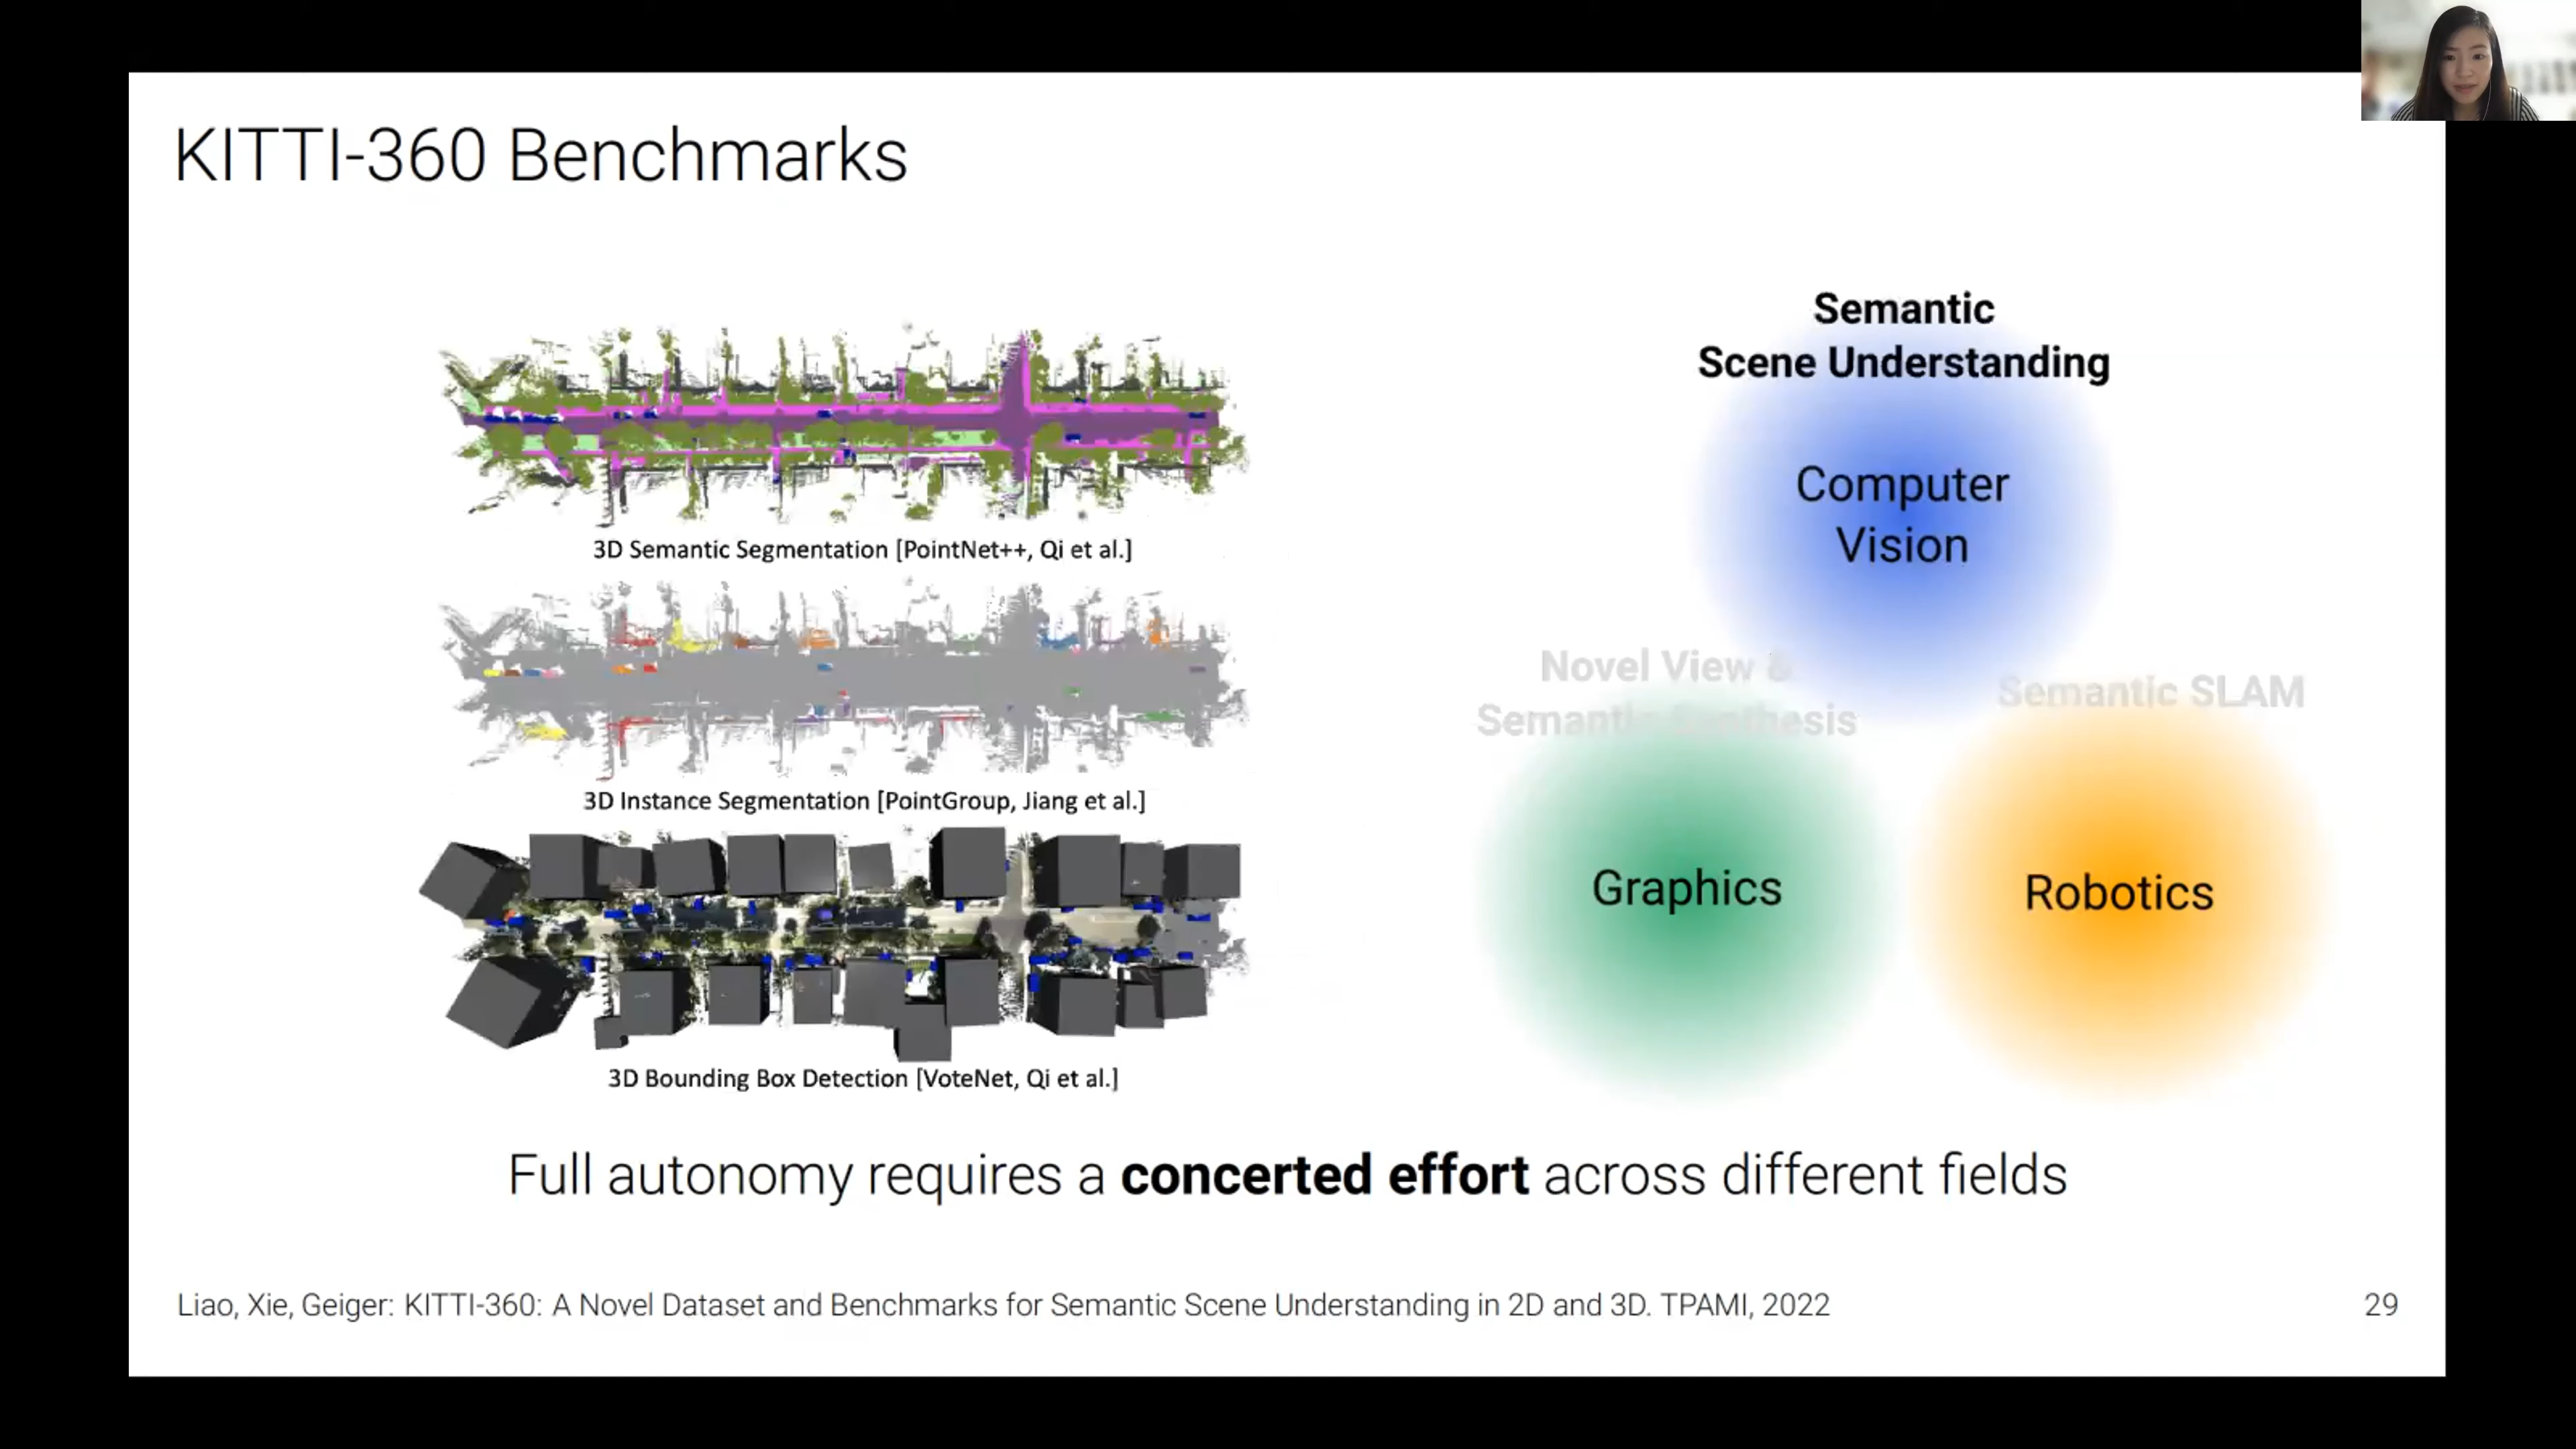 KITTI-360 Benchmarks
3D Semantic Segmentation [PointNet++, Qi et al.]
3D Instance Segmentation [PointGroup, Jiang et al.]
3D Bounding Box Detection [VoteNet, Qi et al.]
Semantic
Scene Understanding
Computer
Vision
Novel View &
Semantic Synthesis
Semantic SLAM
Graphics
Robotics
Full autonomy requires a concerted effort across different fields
Liao, Xie, Geiger: KITTI-360: A Novel Dataset and Benchmarks for Semantic Scene Understanding in 2D and 3D. TPAMI, 2022
29